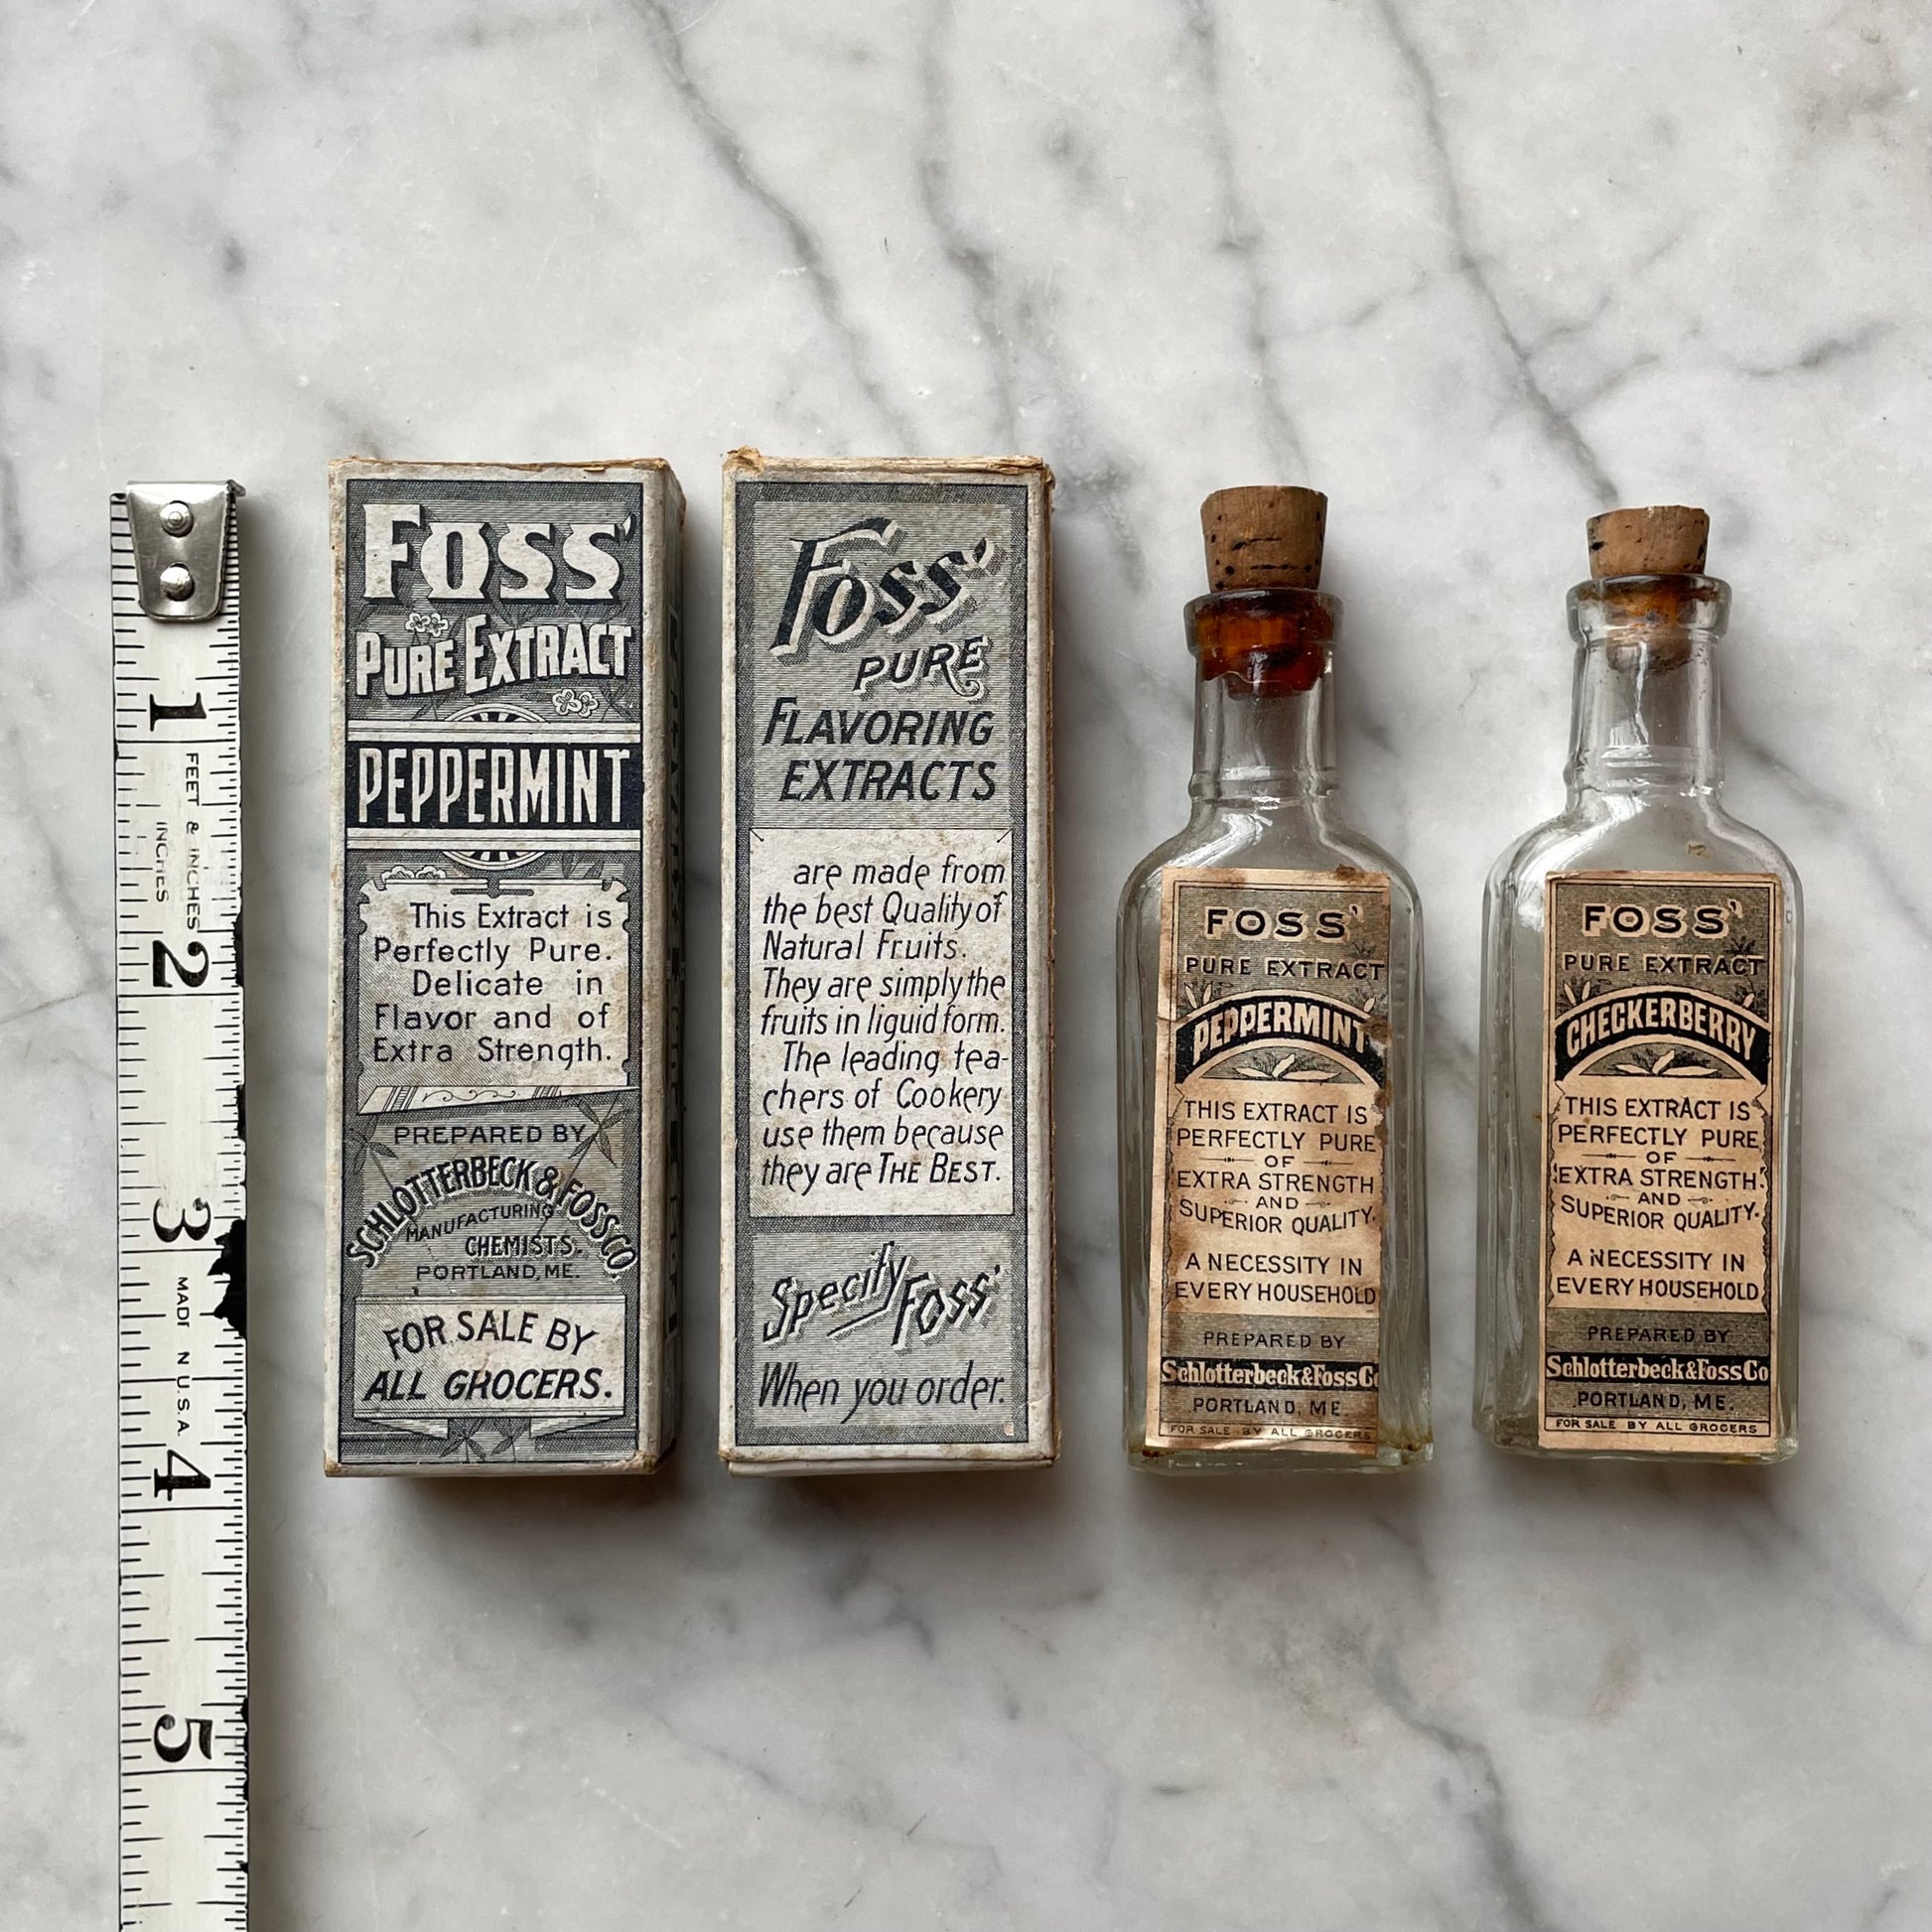 1
FEET & INCHES
INCHES
2
3
MADE IN U.S.A.
4
5
FOSS'
PURE EXTRACT
PEPPERMINT
This Extract is
Perfectly Pure.
Delicate in
Flavor and of
Extra Strength.
PREPARED BY
SCHLOTTERBECK & FOSS CO.
MANUFACTURING
CHEMISTS.
PORTLAND, ME.
FOR SALE BY
ALL GROCERS.
Foss'
PURE
FLAVORING
EXTRACTS
are made from
the best Quality of
Natural Fruits.
They are simply the
fruits in liquid form.
The leading tea-
chers of Cookery
use them because
they are THE BEST.
Specify Foss'
When you order.
FOSS'
PURE EXTRACT
PEPPERMINT
THIS EXTRACT IS
PERFECTLY PURE
OF
EXTRA STRENGTH
AND
SUPERIOR QUALITY.
A NECESSITY IN
EVERY HOUSEHOLD
PREPARED BY
Schlotterbeck & Foss Co
PORTLAND, ME.
FOR SALE BY ALL GROCERS
FOSS'
PURE EXTRACT
CHECKERBERRY
THIS EXTRACT IS
PERFECTLY PURE,
OF
EXTRA STRENGTH.
AND
SUPERIOR QUALITY.
A NECESSITY IN
EVERY HOUSEHOLD
PREPARED BY
Schlotterbeck & Foss Co
PORTLAND, ME.
FOR SALE BY ALL GROCERS